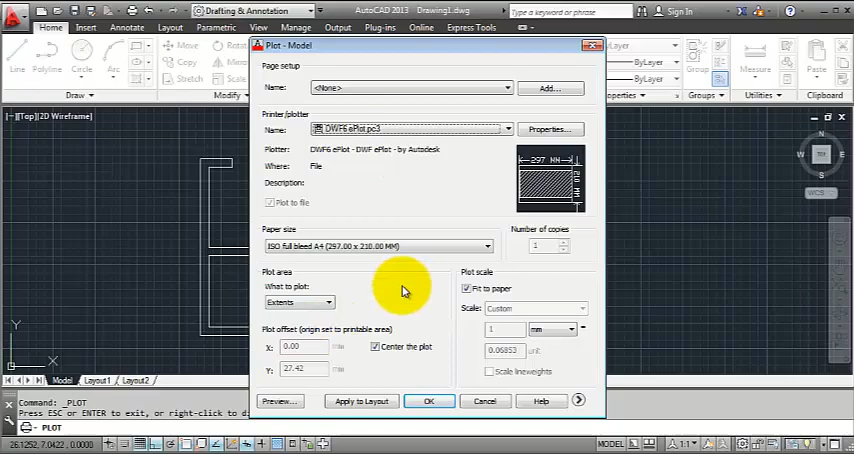 Drafting & Annotation
AutoCAD 2013 Drawing1.dwg
Type a keyword or phrase
Sign In
Home Insert Annotate Layout Parametric View Manage Output Plug-ins Online Express Tools
Line Polyline Circle Arc
Move
Copy
Stretch
Draw
Layer
ByLayer
ByLayer
Group
Measure
Paste
Groups
Utilities
Clipboard
[−][Top][2D Wireframe]
N
W TOP E
S
WCS
Y
X
Plot - Model
Page setup
Name: <None> Add...
Printer/plotter
Name: DWF6 ePlot.pc3 Properties...
Plotter: DWF6 ePlot - DWF ePlot - by Autodesk
Where: File
Description:
Plot to file
297 MM
210 MM
Paper size
ISO full bleed A4 (297.00 x 210.00 MM)
Number of copies
1
Plot area
What to plot:
Extents
Plot scale
Fit to paper
Scale: Custom
1 mm =
0.06853 unit
Scale lineweights
Plot offset (origin set to printable area)
X: 0.00 mm
Center the plot
Y: 27.42 mm
Preview... Apply to Layout OK Cancel Help
Model Layout1 Layout2
Command: _PLOT
Press ESC or ENTER to exit, or right-click to di
PLOT
26.1252, 7.0422, 0.0000
MODEL
1:1